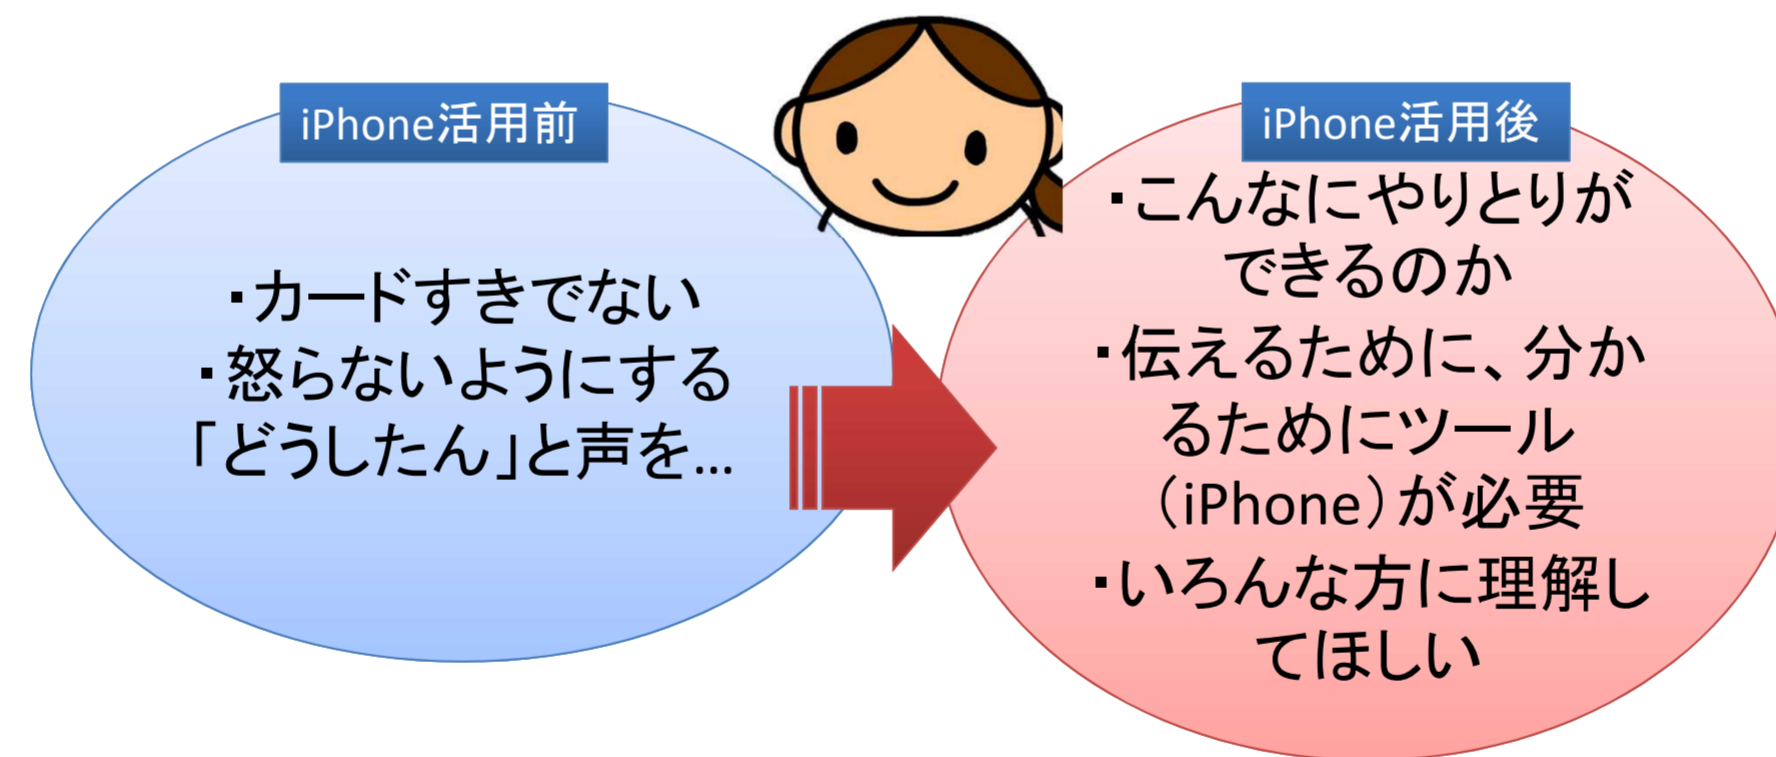 iPhone活用前
・カードすきでない
・怒らないようにする
「どうしたん」と声を…
iPhone活用後
・こんなにやりとりが
できるのか
・伝えるために、分か
るためにツール
（iPhone）が必要
・いろんな方に理解し
てほしい